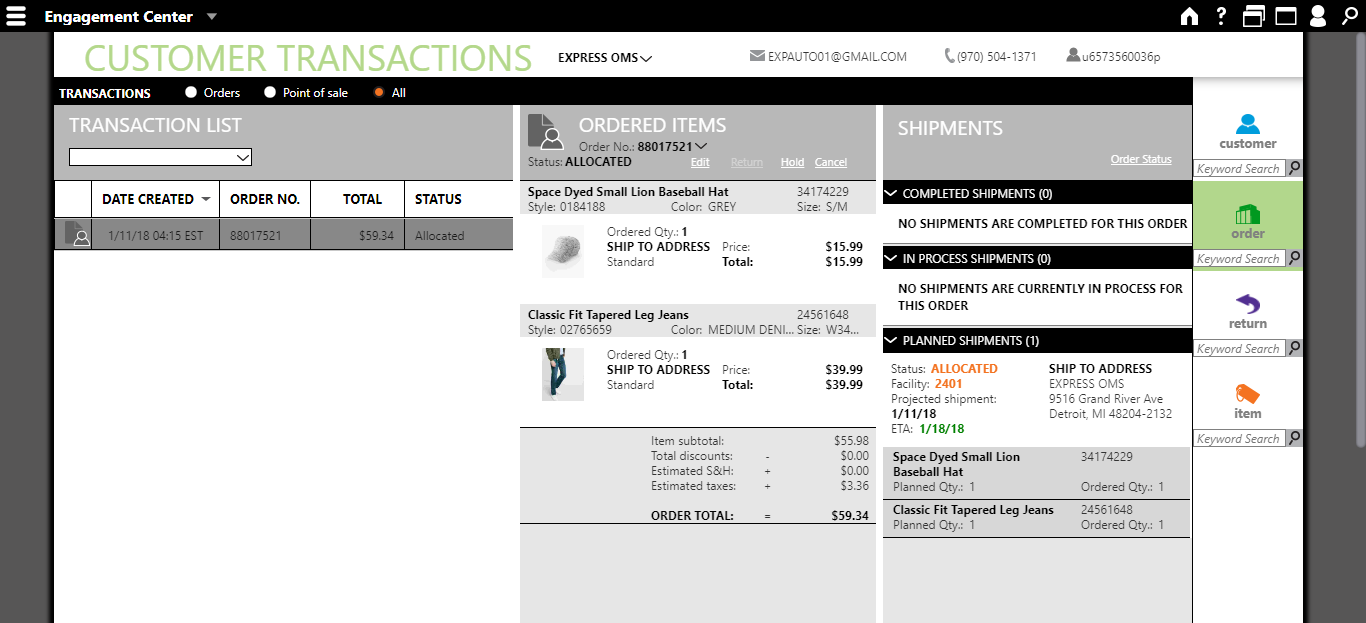 Engagement Center
CUSTOMER TRANSACTIONS
EXPRESS OMS
EXPAUTO01@GMAIL.COM
(970) 504-1371
u6573560036p
TRANSACTIONS
Orders
Point of sale
All
TRANSACTION LIST
DATE CREATED ORDER NO. TOTAL STATUS
1/11/18 04:15 EST 88017521 $59.34 Allocated
ORDERED ITEMS
Order No.: 88017521
Status: ALLOCATED Edit Return Hold Cancel
Space Dyed Small Lion Baseball Hat 34174229
Style: 0184188 Color: GREY Size: S/M
Ordered Qty.: 1
SHIP TO ADDRESS Price: $15.99
Standard Total: $15.99
Classic Fit Tapered Leg Jeans 24561648
Style: 02765659 Color: MEDIUM DENI... Size: W34...
Ordered Qty.: 1
SHIP TO ADDRESS Price: $39.99
Standard Total: $39.99
Item subtotal: $55.98
Total discounts: - $0.00
Estimated S&H: + $0.00
Estimated taxes: + $3.36
ORDER TOTAL: = $59.34
SHIPMENTS
Order Status
COMPLETED SHIPMENTS (0)
NO SHIPMENTS ARE COMPLETED FOR THIS ORDER
IN PROCESS SHIPMENTS (0)
NO SHIPMENTS ARE CURRENTLY IN PROCESS FOR
THIS ORDER
PLANNED SHIPMENTS (1)
Status: ALLOCATED
Facility: 2401
Projected shipment:
1/11/18
ETA: 1/18/18
SHIP TO ADDRESS
EXPRESS OMS
9516 Grand River Ave
Detroit, MI 48204-2132
Space Dyed Small Lion 34174229
Baseball Hat
Planned Qty.: 1 Ordered Qty.: 1
Classic Fit Tapered Leg Jeans 24561648
Planned Qty.: 1 Ordered Qty.: 1
customer
Keyword Search
order
Keyword Search
return
Keyword Search
item
Keyword Search